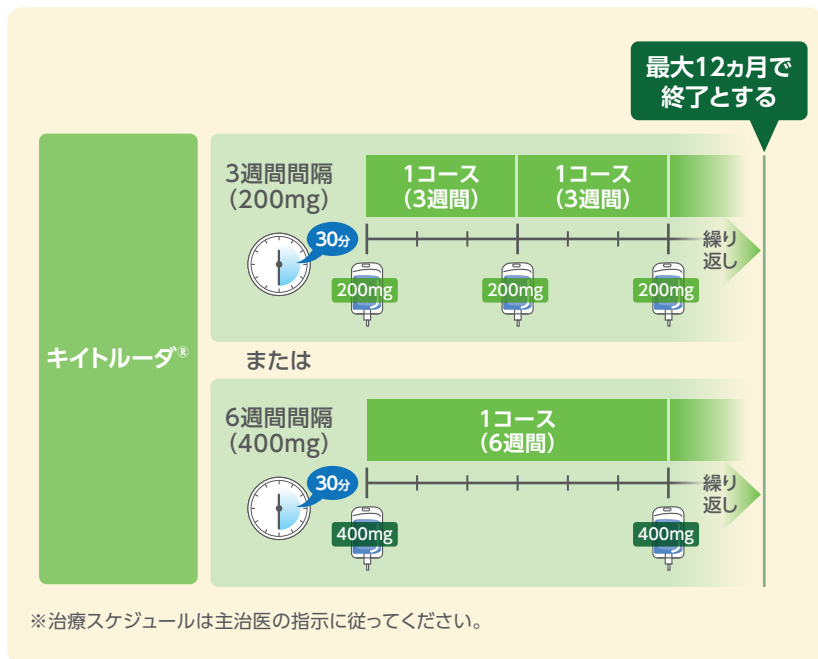 最大12ヵ月で
終了とする
キイトルーダ®
3週間間隔
（200mg）
1コース
（3週間）
1コース
（3週間）
30分
繰り
返し
200mg
200mg
200mg
または
6週間間隔
（400mg）
1コース
（6週間）
30分
繰り
返し
400mg
400mg
※治療スケジュールは主治医の指示に従ってください。